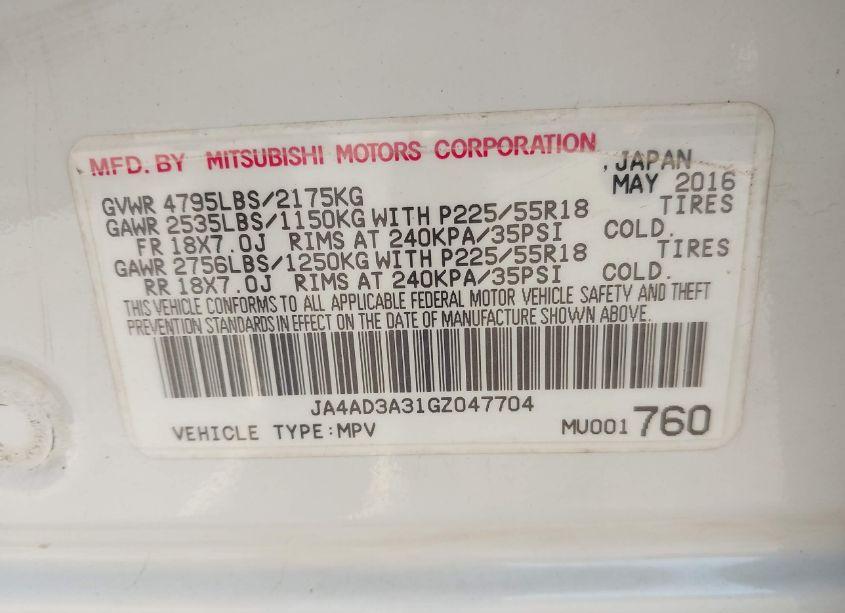 MFD. BY MITSUBISHI MOTORS CORPORATION , JAPAN
GVWR 4795LBS/2175KG MAY 2016
GAWR 2535LBS/1150KG WITH P225/55R18 TIRES
FR 18X7.0J RIMS AT 240KPA/35PSI COLD.
GAWR 2756LBS/1250KG WITH P225/55R18 TIRES
RR 18X7.0J RIMS AT 240KPA/35PSI COLD.
THIS VEHICLE CONFORMS TO ALL APPLICABLE FEDERAL MOTOR VEHICLE SAFETY AND THEFT
PREVENTION STANDARDS IN EFFECT ON THE DATE OF MANUFACTURE SHOWN ABOVE.
JA4AD3A31GZ047704
VEHICLE TYPE:MPV MU001 760